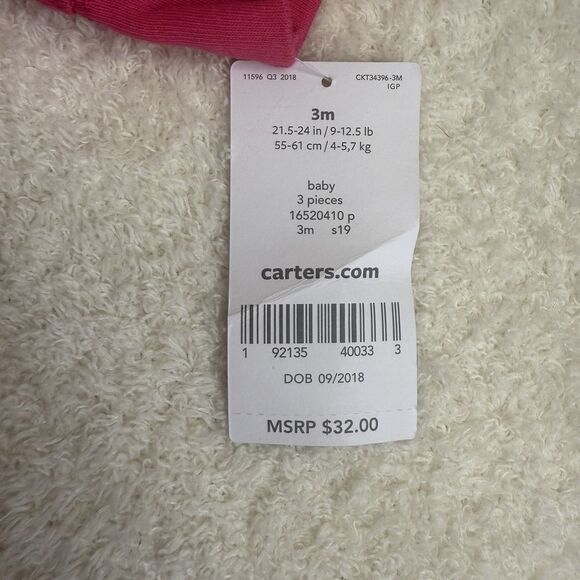 11596 Q3 2018 CKT34396-3M
IGP
3m
21.5-24 in / 9-12.5 lb
55-61 cm / 4-5,7 kg
baby
3 pieces
16520410 p
3m s19
carters.com
1 92135 40033 3
DOB 09/2018
MSRP $32.00